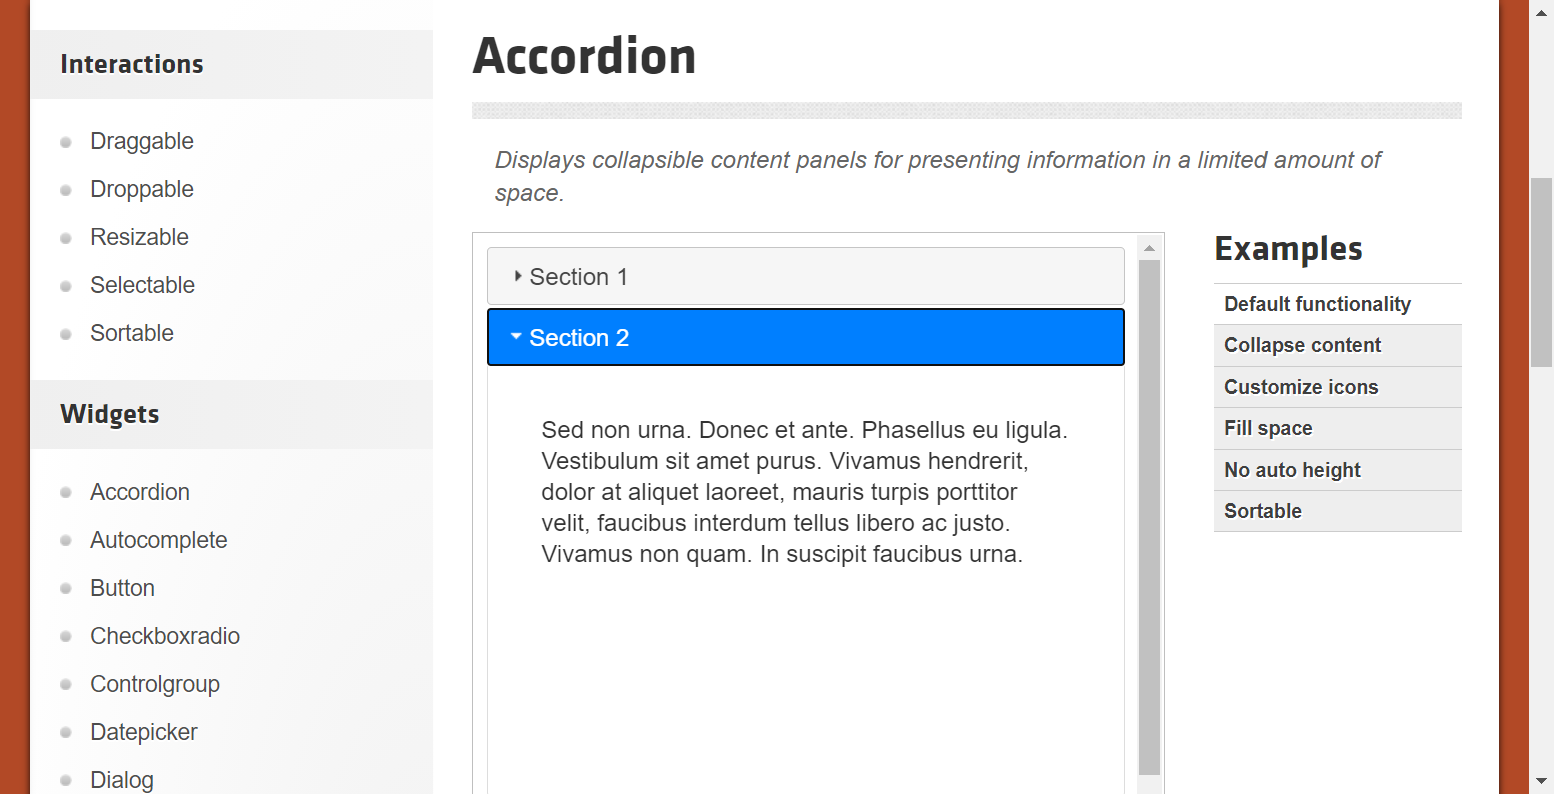 Interactions
Draggable
Droppable
Resizable
Selectable
Sortable
Widgets
Accordion
Autocomplete
Button
Checkboxradio
Controlgroup
Datepicker
Dialog
Accordion
Displays collapsible content panels for presenting information in a limited amount of
space.
Section 1
Section 2
Sed non urna. Donec et ante. Phasellus eu ligula.
Vestibulum sit amet purus. Vivamus hendrerit,
dolor at aliquet laoreet, mauris turpis porttitor
velit, faucibus interdum tellus libero ac justo.
Vivamus non quam. In suscipit faucibus urna.
Examples
Default functionality
Collapse content
Customize icons
Fill space
No auto height
Sortable